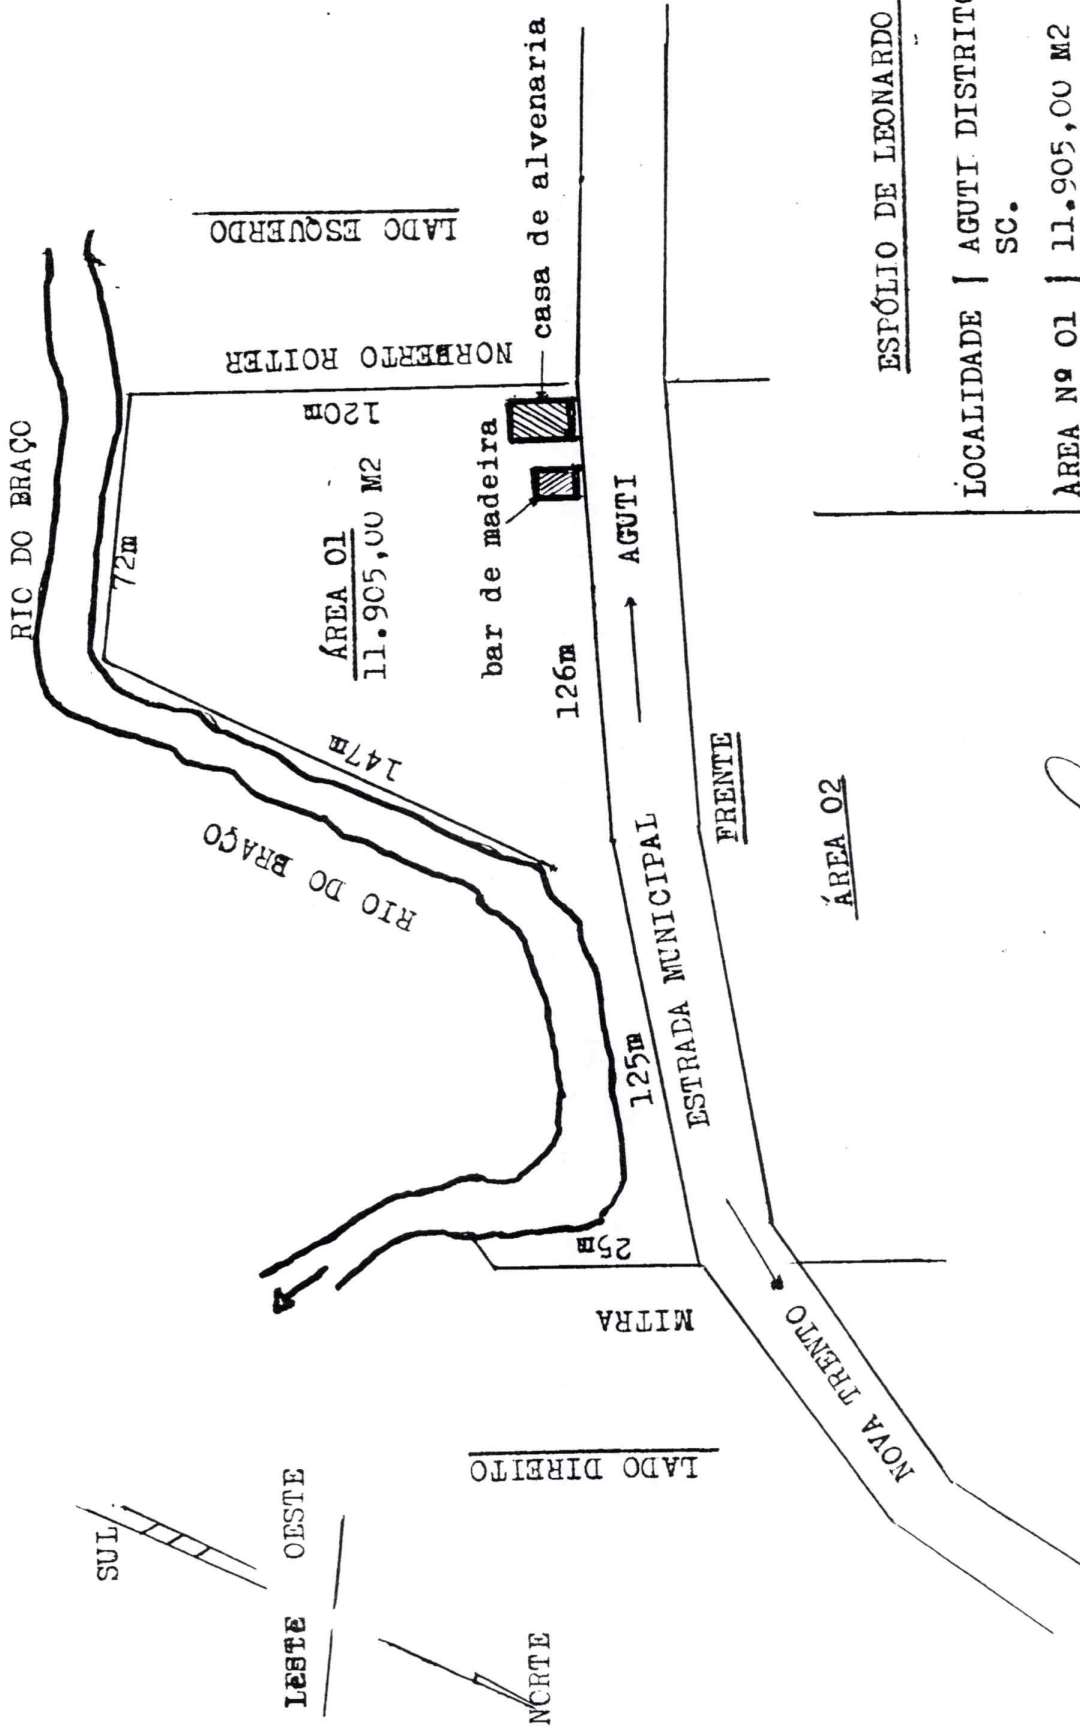 RIO DO BRAÇO
72m
LADO ESQUERDO
NORBERTO ROITER
120m
ÁREA 01
11.905,00 M2
bar de madeira
casa de alvenaria
147m
RIO DO BRAÇO
126m
AGUTI
ESTRADA MUNICIPAL
125m
25m
MITRA
NOVA TRENTO
LADO DIREITO
FRENTE
ÁREA 02
SUL
LESTE
OESTE
NORTE
ESPÓLIO DE LEONARDO
LOCALIDADE | AGUTI DISTRITO
SC.
ÁREA Nº 01 | 11.905,00 M2